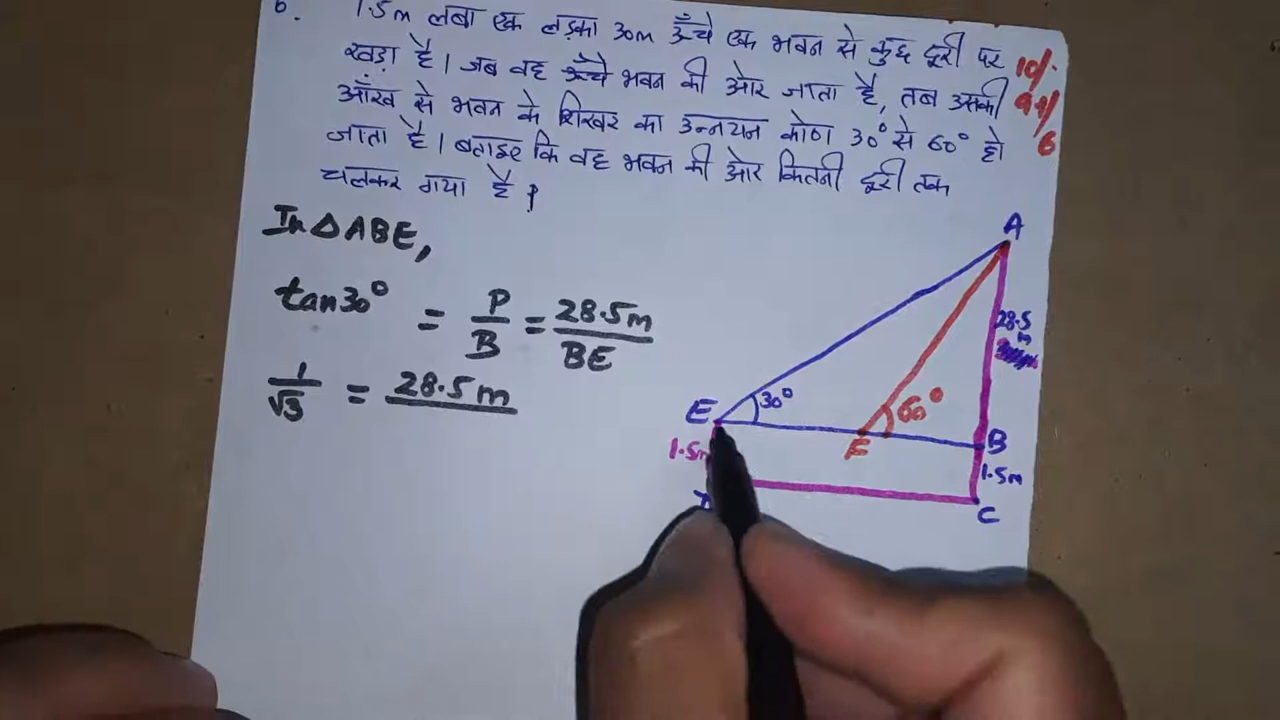 6. 1.5m लंबा एक लड़का 30m ऊँचे एक भवन से कुछ दूरी पर
खड़ा है। जब वह ऊँचे भवन की ओर जाता है, तब उसकी
आँख से भवन के शिखर का उन्नयन कोण 30° से 60° हो
जाता है। बताइए कि वह भवन की ओर कितनी दूरी तक
चलकर गया है?
10/.
9.1/
6
In △ABE,
tan30° = P/B = 28.5m/BE
1/√3 = 28.5m
A
28.5
m
E 30° 60°
F B
1.5m 1.5m
C